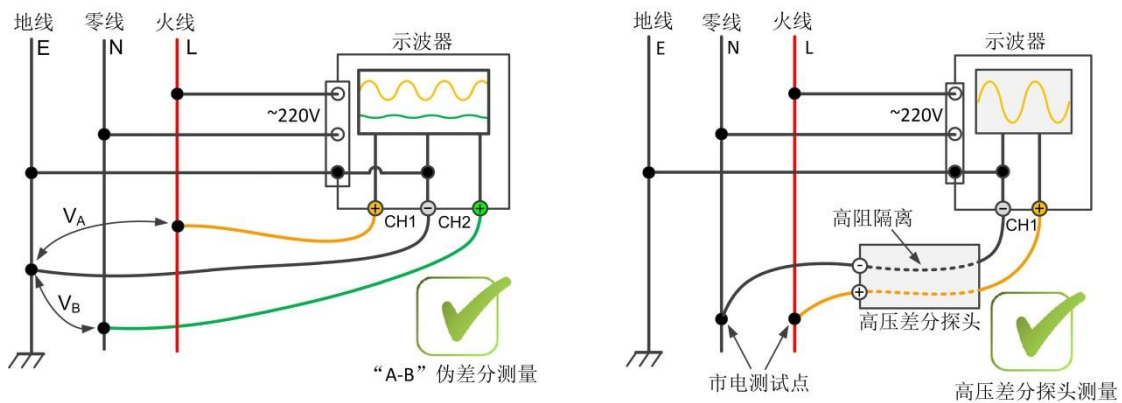 地线 零线 火线
E N L
示波器
~220V
CH1 CH2
VA
VB
“A-B”伪差分测量
地线 零线 火线
E N L
示波器
~220V
CH1
高阻隔离
高压差分探头
市电测试点
高压差分探头测量